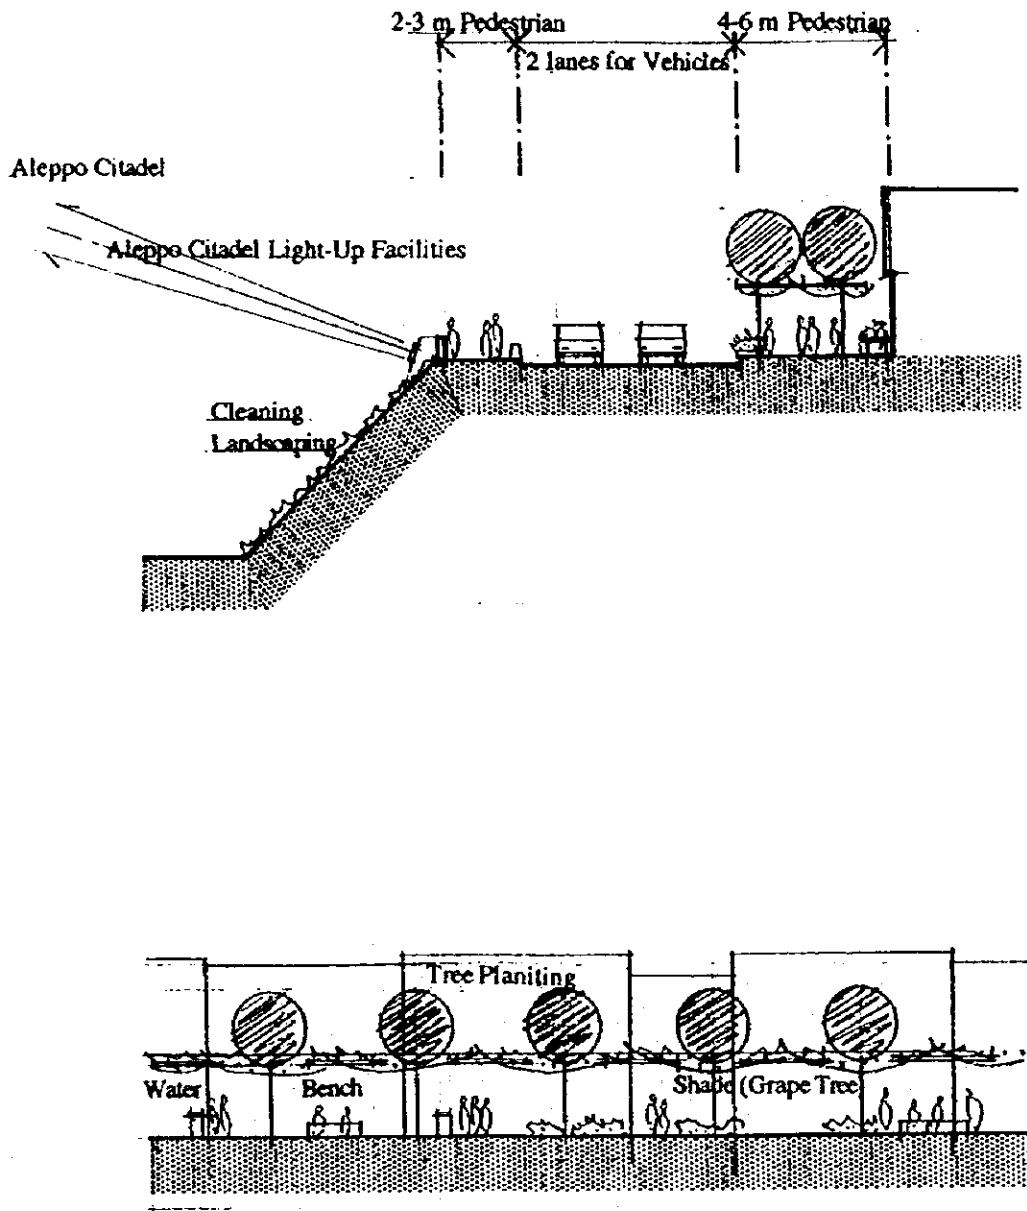 2-3 m Pedestrian
4-6 m Pedestrian
2 lanes for Vehicles
Aleppo Citadel
Aleppo Citadel Light-Up Facilities
Cleaning
Landscaping
Tree Planiting
Water
Bench
Shade (Grape Tree